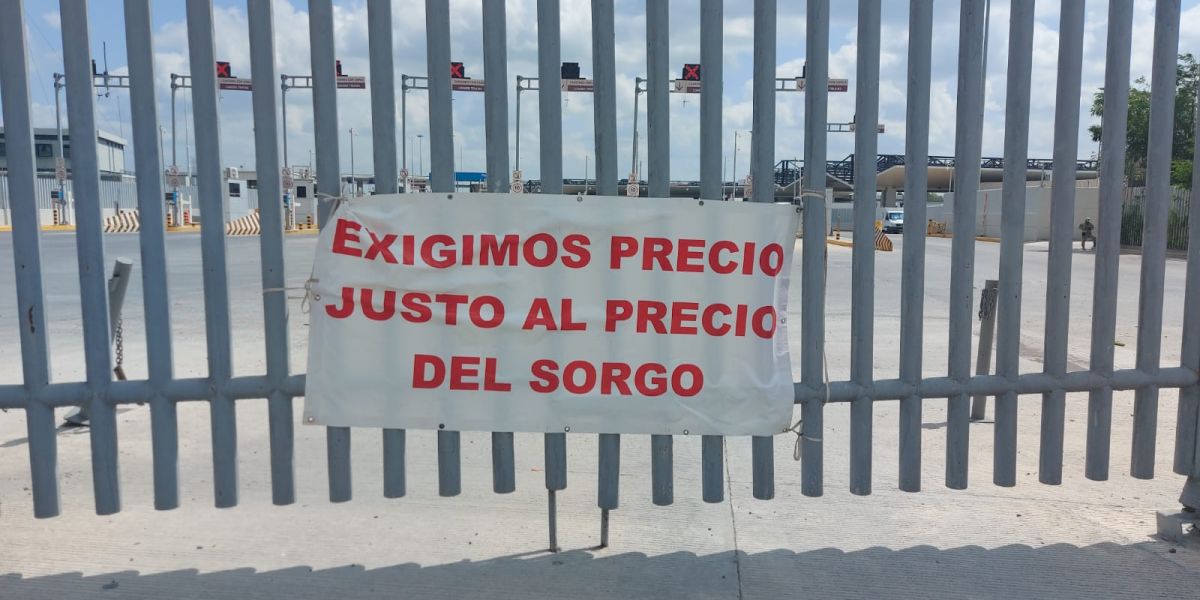 EXIGIMOS PRECIO
JUSTO AL PRECIO
DEL SORGO